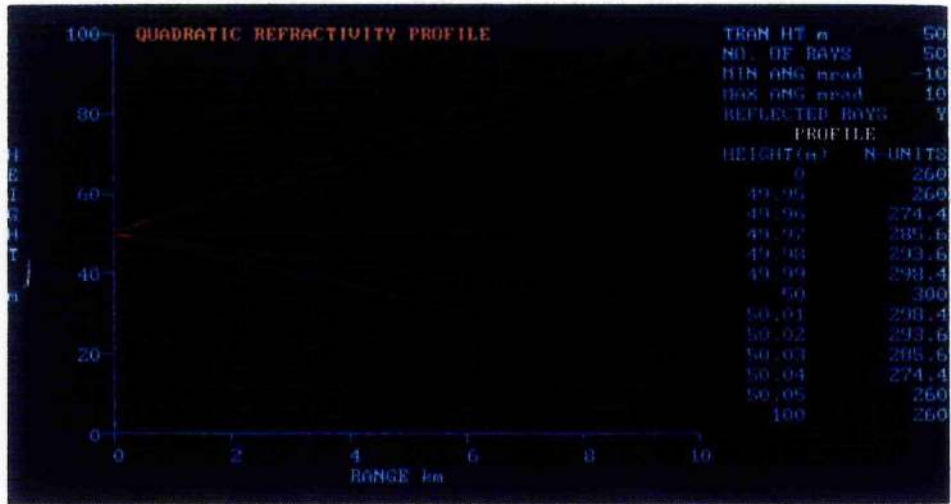 QUADRATIC REFRACTIVITY PROFILE
100
80
60
40
20
0
HEIGHT m
0 2 4 6 8 10
RANGE km
TRAN HT m 50
NO. OF RAYS 50
MIN ANG mrad -10
MAX ANG mrad 10
REFLECTED RAYS Y
PROFILE
HEIGHT(m) N-UNITS
0 260
49.95 260
49.96 274.4
49.97 285.6
49.98 293.6
49.99 298.4
50 300
50.01 298.4
50.02 293.6
50.03 285.6
50.04 274.4
50.05 260
100 260